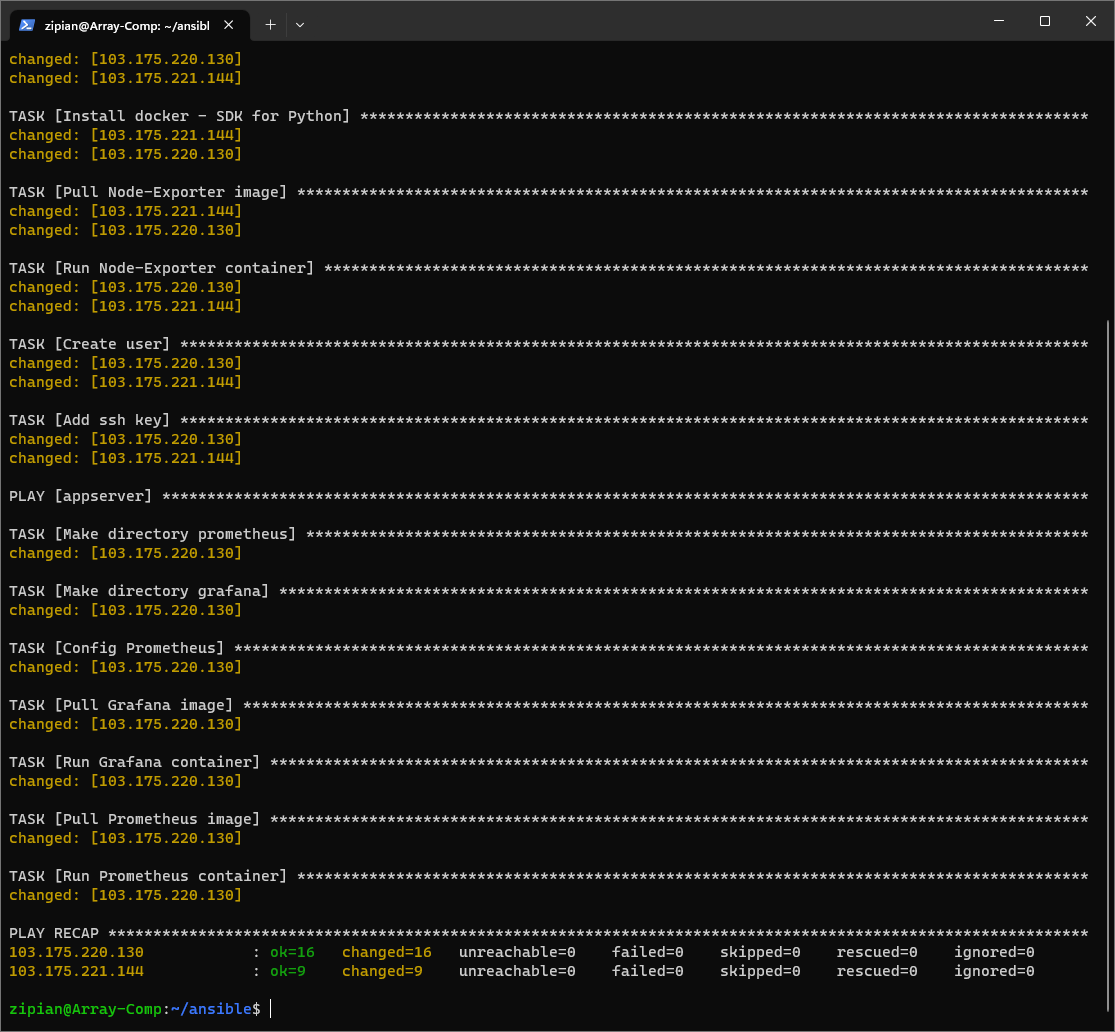 zipian@Array-Comp: ~/ansibl
changed: [103.175.220.130]
changed: [103.175.221.144]
TASK [Install docker - SDK for Python] *********************************************************************************
changed: [103.175.221.144]
changed: [103.175.220.130]
TASK [Pull Node-Exporter image] ****************************************************************************************
changed: [103.175.221.144]
changed: [103.175.220.130]
TASK [Run Node-Exporter container] *************************************************************************************
changed: [103.175.220.130]
changed: [103.175.221.144]
TASK [Create user] *****************************************************************************************************
changed: [103.175.220.130]
changed: [103.175.221.144]
TASK [Add ssh key] *****************************************************************************************************
changed: [103.175.220.130]
changed: [103.175.221.144]
PLAY [appserver] *******************************************************************************************************
TASK [Make directory prometheus] ***************************************************************************************
changed: [103.175.220.130]
TASK [Make directory grafana] ******************************************************************************************
changed: [103.175.220.130]
TASK [Config Prometheus] ***********************************************************************************************
changed: [103.175.220.130]
TASK [Pull Grafana image] **********************************************************************************************
changed: [103.175.220.130]
TASK [Run Grafana container] *******************************************************************************************
changed: [103.175.220.130]
TASK [Pull Prometheus image] *******************************************************************************************
changed: [103.175.220.130]
TASK [Run Prometheus container] ****************************************************************************************
changed: [103.175.220.130]
PLAY RECAP *************************************************************************************************************
103.175.220.130            : ok=16   changed=16   unreachable=0    failed=0    skipped=0    rescued=0    ignored=0
103.175.221.144            : ok=9    changed=9    unreachable=0    failed=0    skipped=0    rescued=0    ignored=0
zipian@Array-Comp:~/ansible$